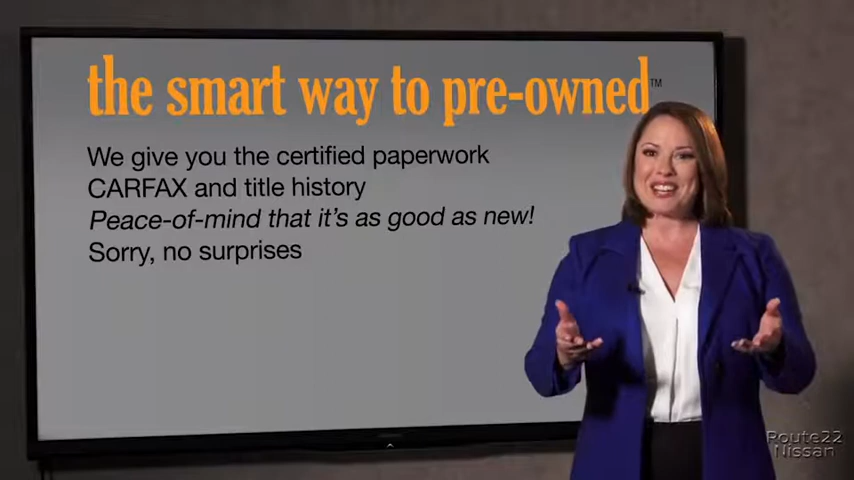 the smart way to pre-owned™
We give you the certified paperwork
CARFAX and title history
Peace-of-mind that it's as good as new!
Sorry, no surprises
Route22
Nissan